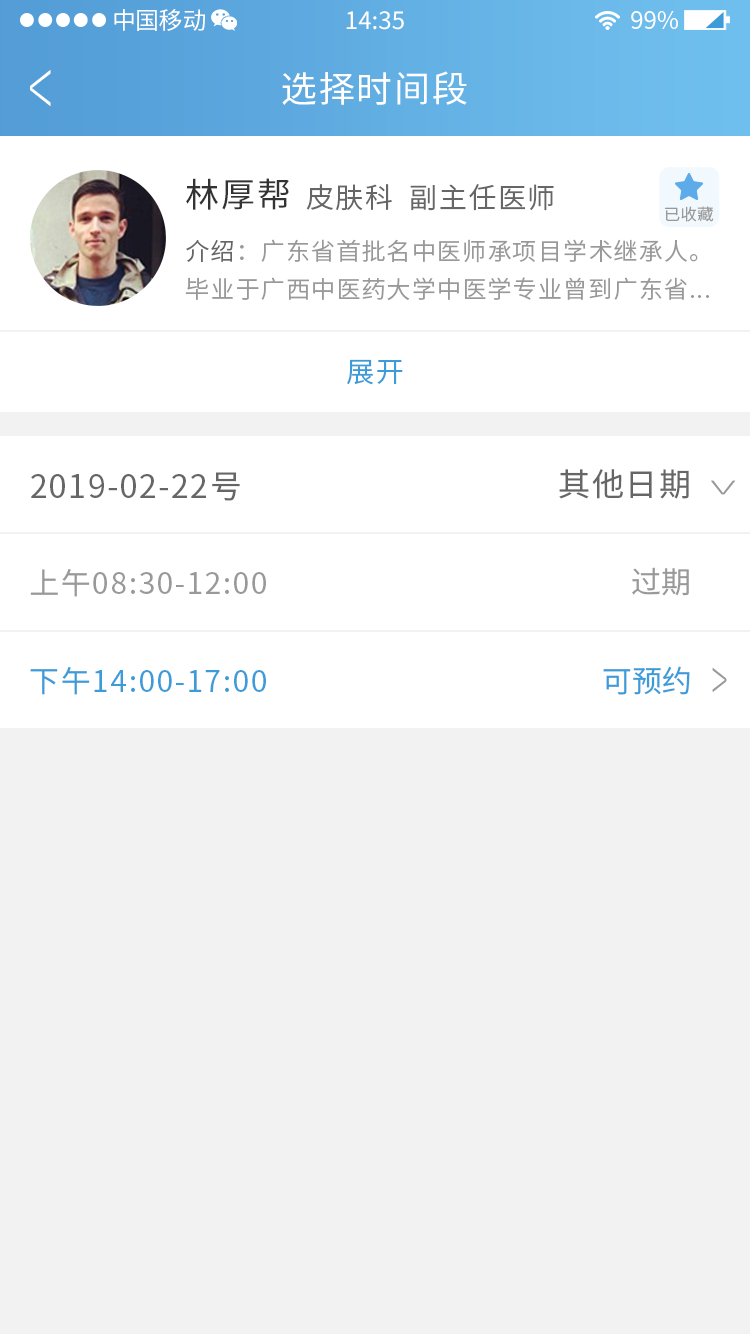 中国移动 14:35 99%
选择时间段
林厚帮 皮肤科 副主任医师
已收藏
介绍：广东省首批名中医师承项目学术继承人。
毕业于广西中医药大学中医学专业曾到广东省...
展开
2019-02-22号 其他日期
上午08:30-12:00 过期
下午14:00-17:00 可预约